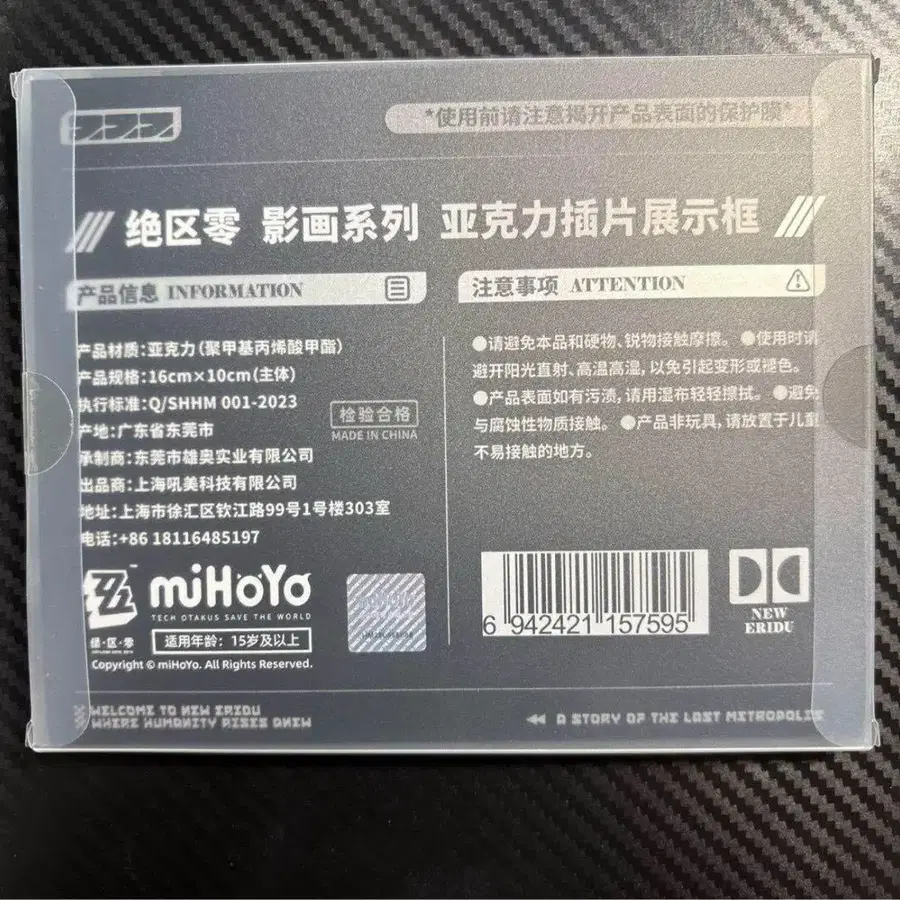 *使用前请注意揭开产品表面的保护膜*
绝区零 影画系列 亚克力插片展示框
产品信息 INFORMATION
产品材质:亚克力(聚甲基丙烯酸甲酯)
产品规格:16cm×10cm(主体)
执行标准:Q/SHHM 001-2023
产地:广东省东莞市
承制商:东莞市雄奥实业有限公司
出品商:上海吼美科技有限公司
地址:上海市徐汇区钦江路99号1号楼303室
电话:+86 18116485197
检验合格
MADE IN CHINA
注意事项 ATTENTION
●请避免本品和硬物、锐物接触摩擦。●使用时请
避开阳光直射、高温高湿,以免引起变形或褪色。
●产品表面如有污渍,请用湿布轻轻擦拭。●避免
与腐蚀性物质接触。●产品非玩具,请放置于儿童
不易接触的地方。
miHoYo
TECH OTAKUS SAVE THE WORLD
适用年龄:15岁及以上
绝·区·零
Copyright © miHoYo. All Rights Reserved.
miHoYo
6 942421 157595
NEW
ERIDU
WELCOME TO NEW ERIDU
WHERE HUMANITY RISES ANEW
A STORY OF THE LAST METROPOLIS